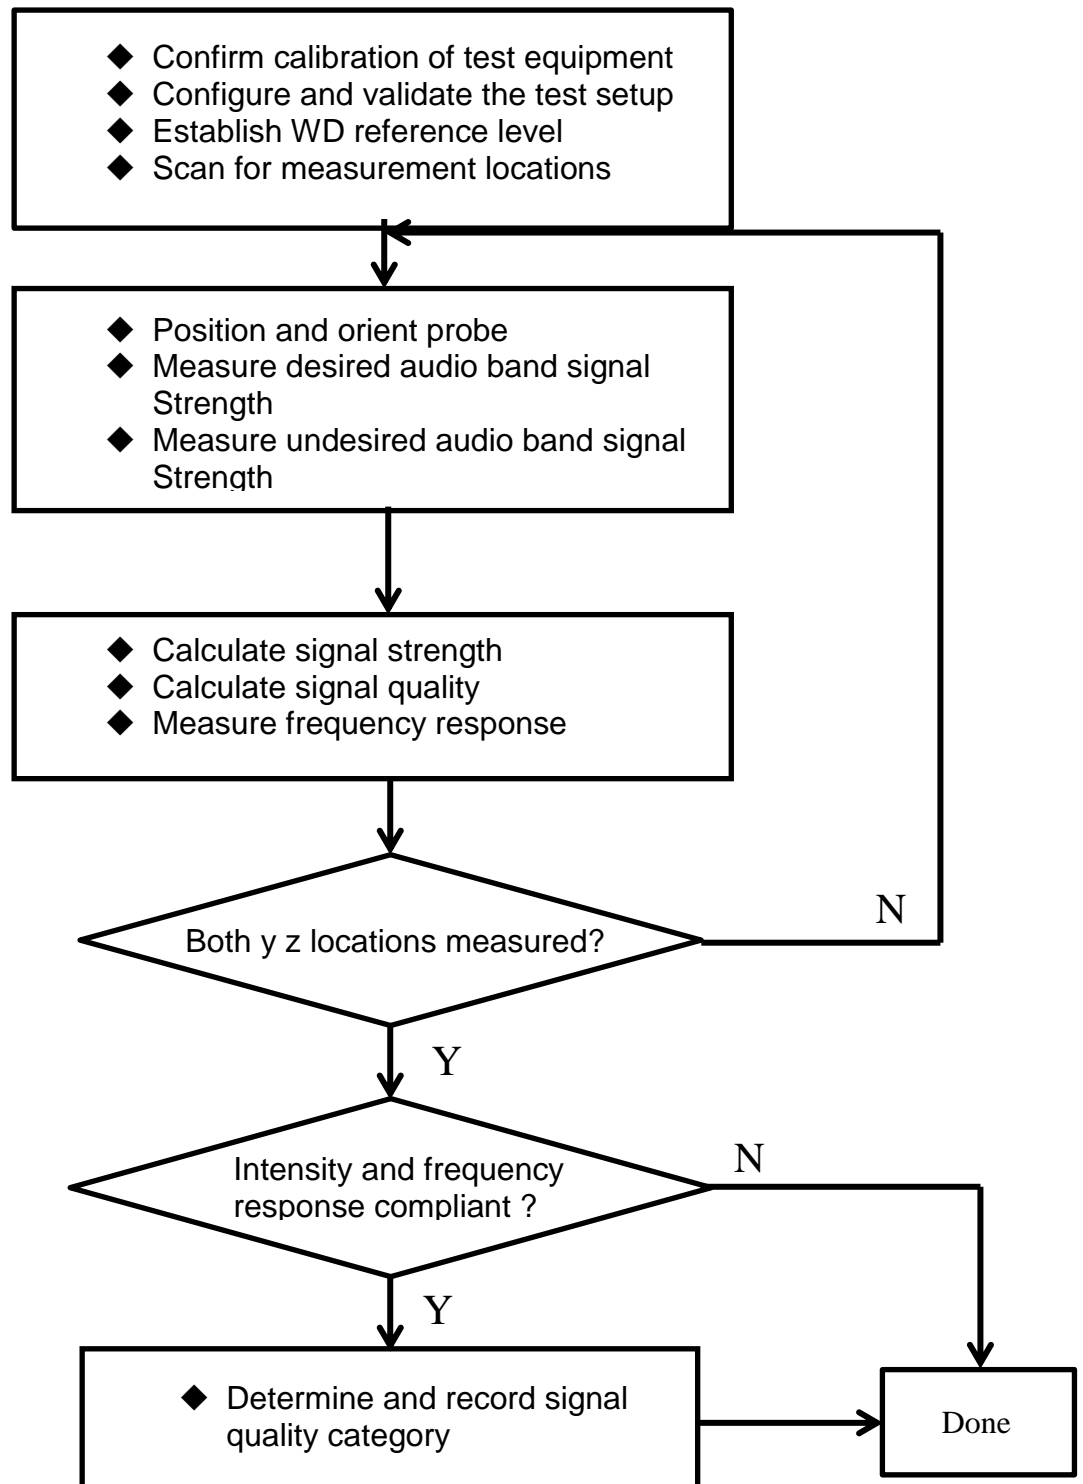 ◆ Confirm calibration of test equipment
◆ Configure and validate the test setup
◆ Establish WD reference level
◆ Scan for measurement locations
◆ Position and orient probe
◆ Measure desired audio band signal
Strength
◆ Measure undesired audio band signal
Strength
◆ Calculate signal strength
◆ Calculate signal quality
◆ Measure frequency response
Both y z locations measured?
N
Y
Intensity and frequency
response compliant ?
N
Y
◆ Determine and record signal
quality category
Done